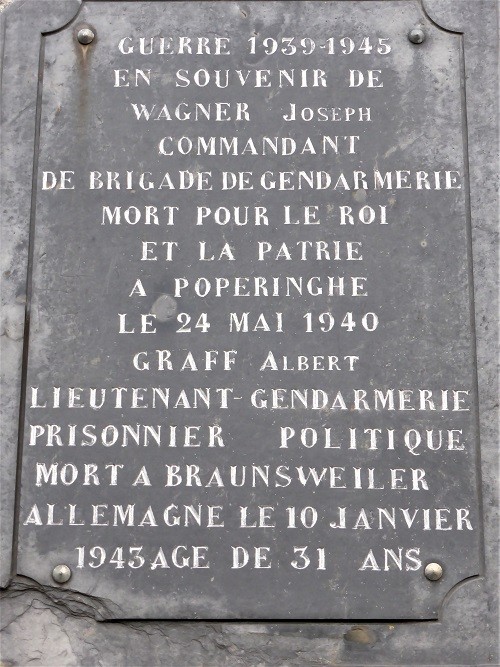 GUERRE 1939-1945
EN SOUVENIR DE
WAGNER JOSEPH
COMMANDANT
DE BRIGADE DE GENDARMERIE
MORT POUR LE ROI
ET LA PATRIE
A POPERINGHE
LE 24 MAI 1940
GRAFF ALBERT
LIEUTENANT-GENDARMERIE
PRISONNIER POLITIQUE
MORT A BRAUNSWEILER
ALLEMAGNE LE 10 JANVIER
1943 AGE DE 31 ANS